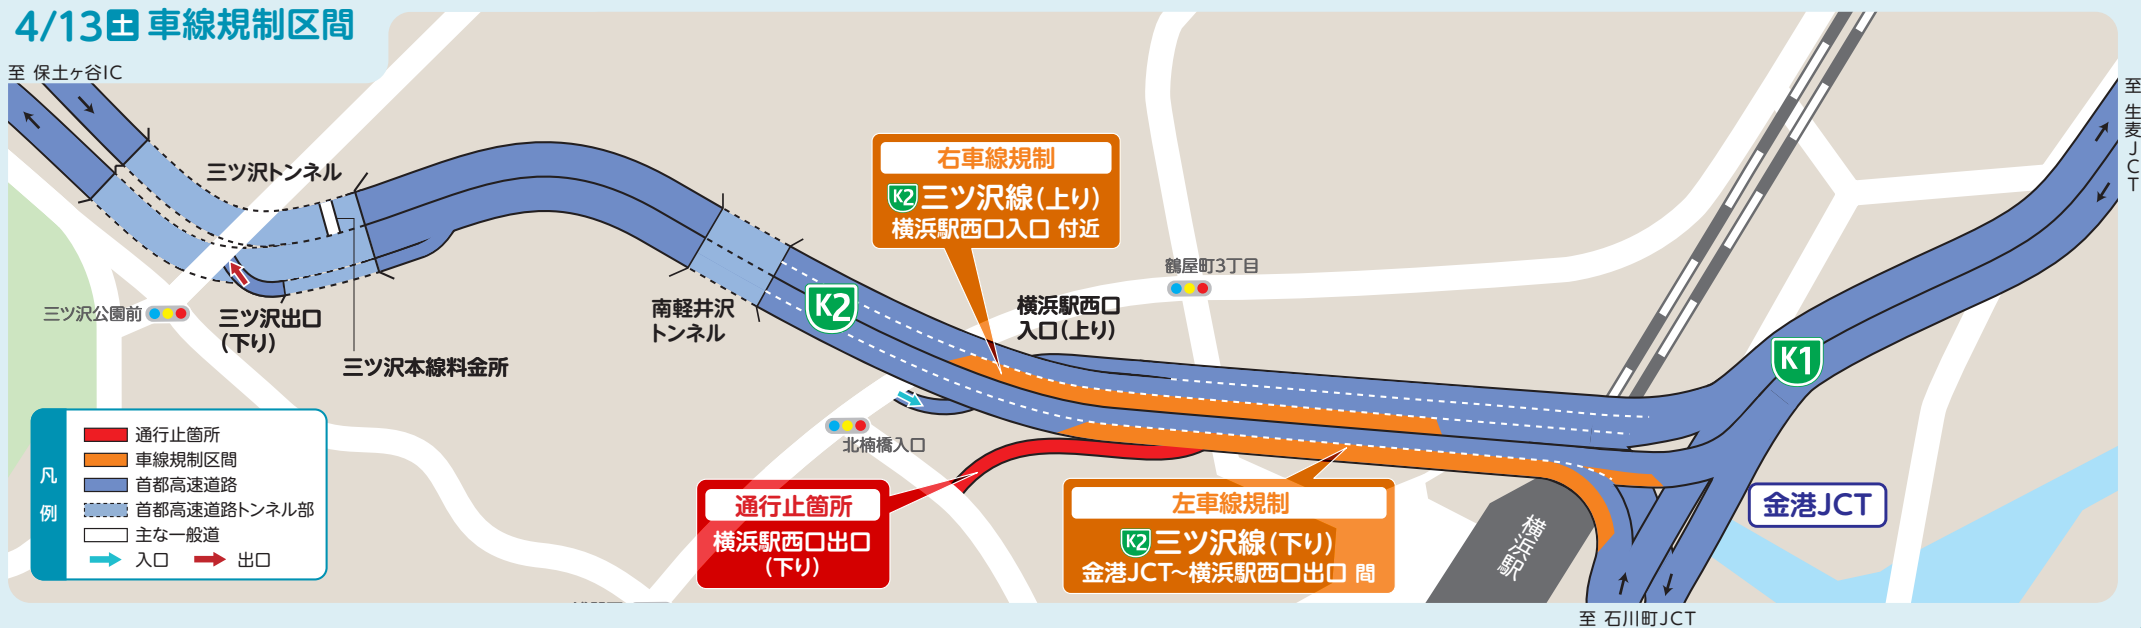 4/13土 車線規制区間
至 保土ヶ谷IC
至 生麦JCT
三ツ沢トンネル
右車線規制
K2 三ツ沢線(上り)
横浜駅西口入口 付近
鶴屋町3丁目
横浜駅西口
入口(上り)
K2
南軽井沢
トンネル
三ツ沢公園前
三ツ沢出口
(下り)
三ツ沢本線料金所
K1
北楠橋入口
凡例
通行止箇所
車線規制区間
首都高速道路
首都高速道路トンネル部
主な一般道
入口
出口
通行止箇所
横浜駅西口出口
(下り)
左車線規制
K2 三ツ沢線(下り)
金港JCT~横浜駅西口出口 間
横浜駅
金港JCT
至 石川町JCT